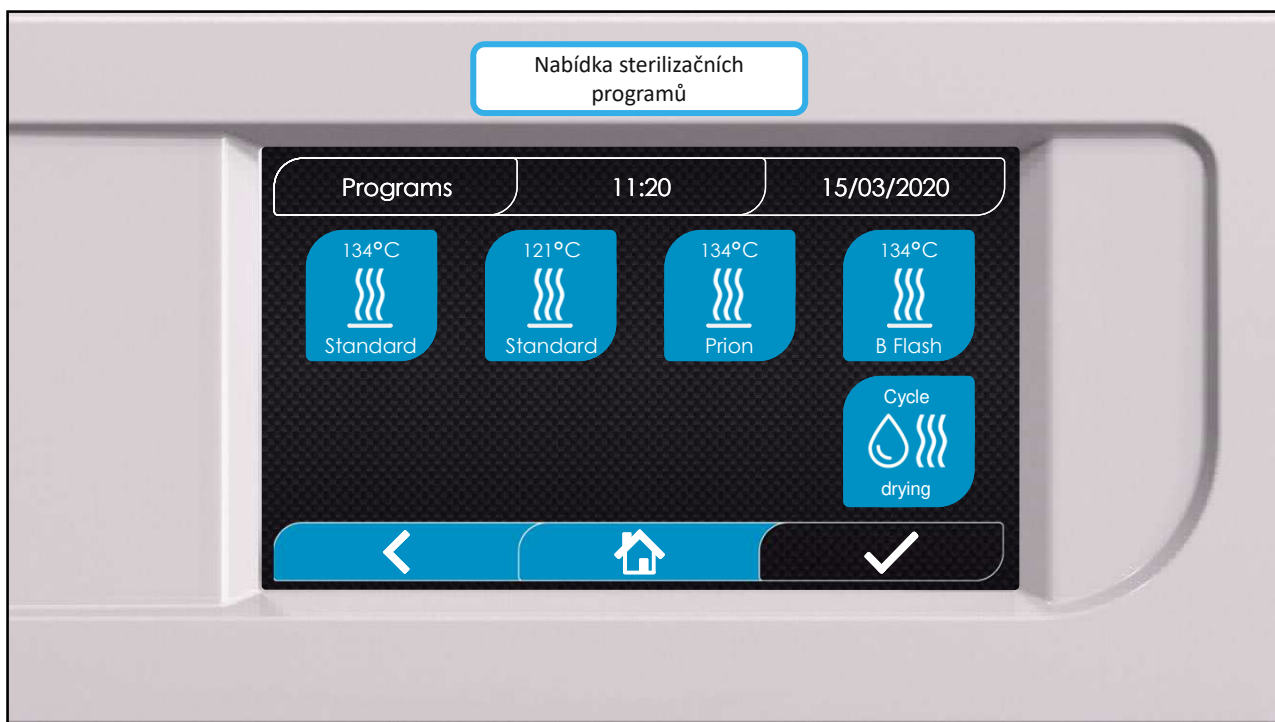 Nabídka sterilizačních
programů
Programs
11:20
15/03/2020
134°C
Standard
121°C
Standard
134°C
Prion
134°C
B Flash
Cycle
drying